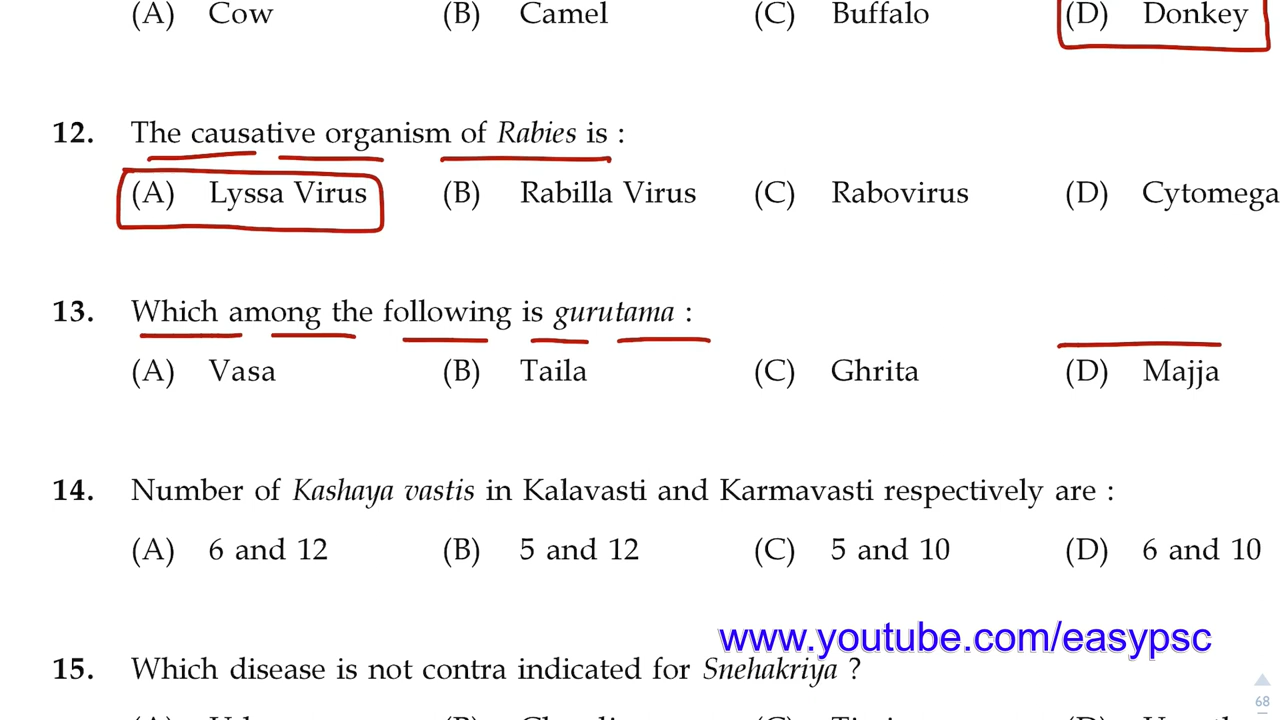 (A) Cow (B) Camel (C) Buffalo (D) Donkey
12. The causative organism of Rabies is :
(A) Lyssa Virus (B) Rabilla Virus (C) Rabovirus (D) Cytomega
13. Which among the following is gurutama :
(A) Vasa (B) Taila (C) Ghrita (D) Majja
14. Number of Kashaya vastis in Kalavasti and Karmavasti respectively are :
(A) 6 and 12 (B) 5 and 12 (C) 5 and 10 (D) 6 and 10
www.youtube.com/easypsc
15. Which disease is not contra indicated for Snehakriya ?
68